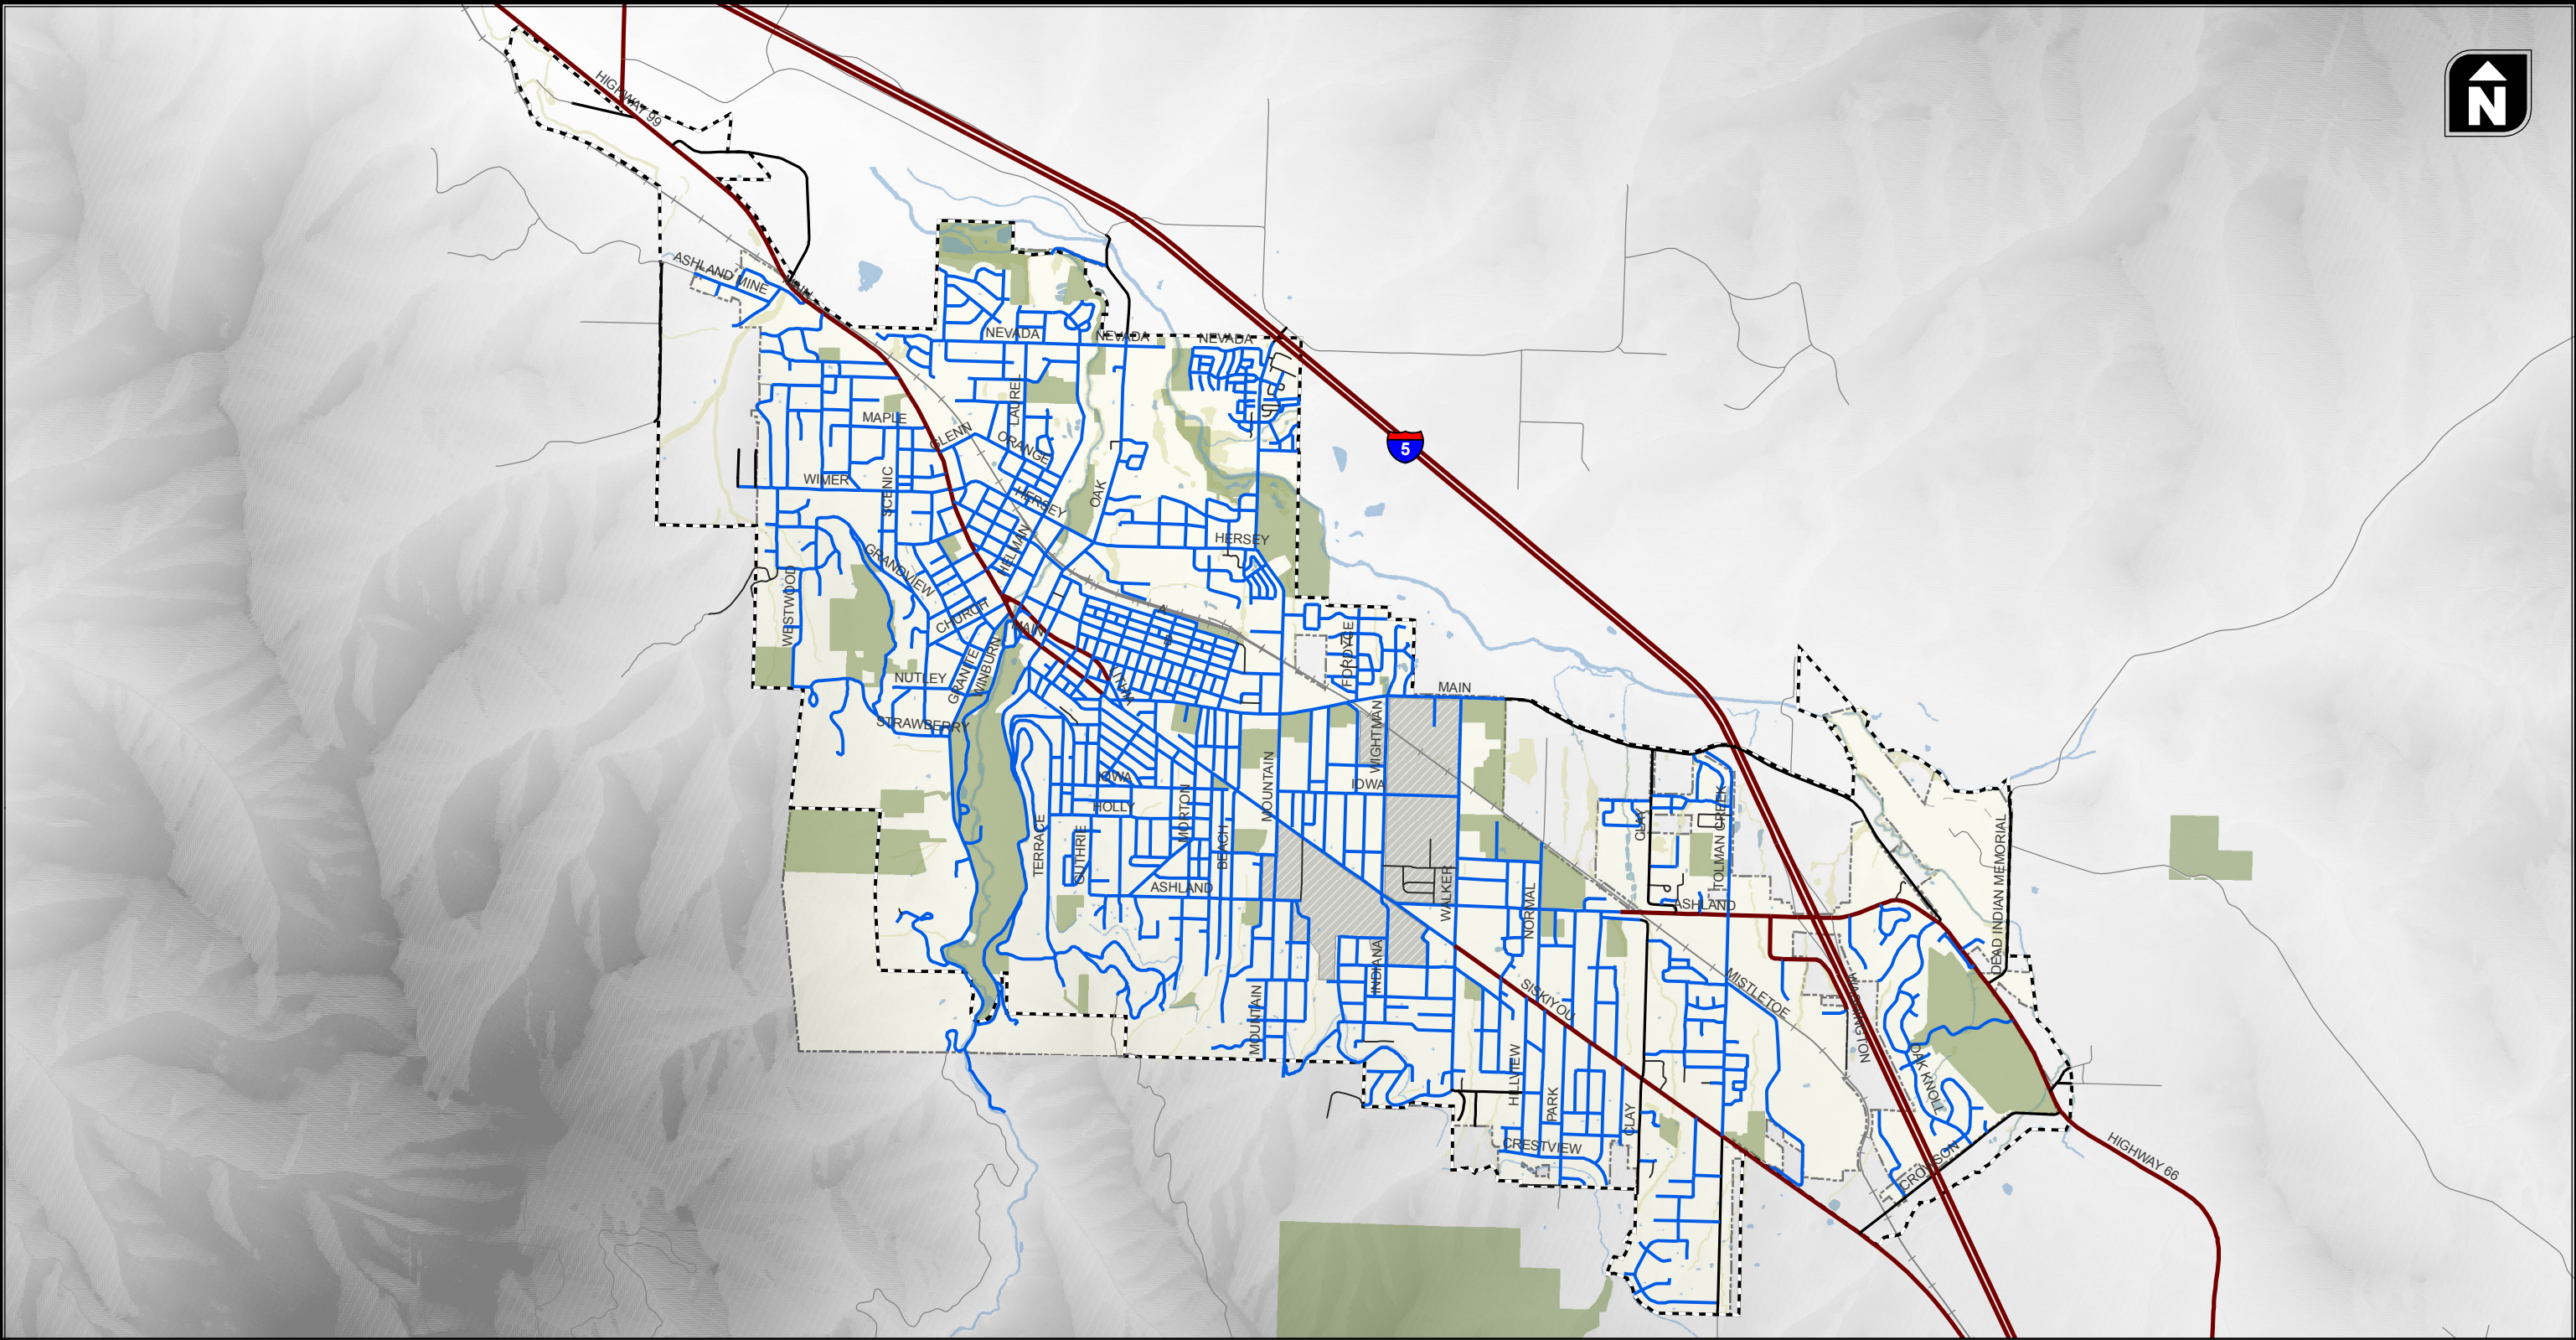 HIGHWAY 99
N
ASHLAND MINE
MAIN
NEVADA
NEVADA
NEVADA
LAUREL
MAPLE
GLENN
ORANGE
5
WIMER
SCENIC
HERSEY
OAK
HERSEY
HELMAN
GRANDVIEW
WESTWOOD
CHURCH
A
MAIN
B
FORDYCE
LITHIA
GRANITE
WINBURN
NUTLEY
MAIN
STRAWBERRY
WIGHTMAN
MOUNTAIN
IOWA
IOWA
HOLLY
MORTON
BEACH
TERRACE
GUTHRIE
CLAY
TOLMAN CREEK
DEAD INDIAN MEMORIAL
ASHLAND
WALKER
NORMAL
ASHLAND
INDIANA
MOUNTAIN
SISKIYOU
MISTLETOE
WASHINGTON
HILLVIEW
PARK
CLAY
OAK KNOLL
CRESTVIEW
CROWSON
HIGHWAY 66